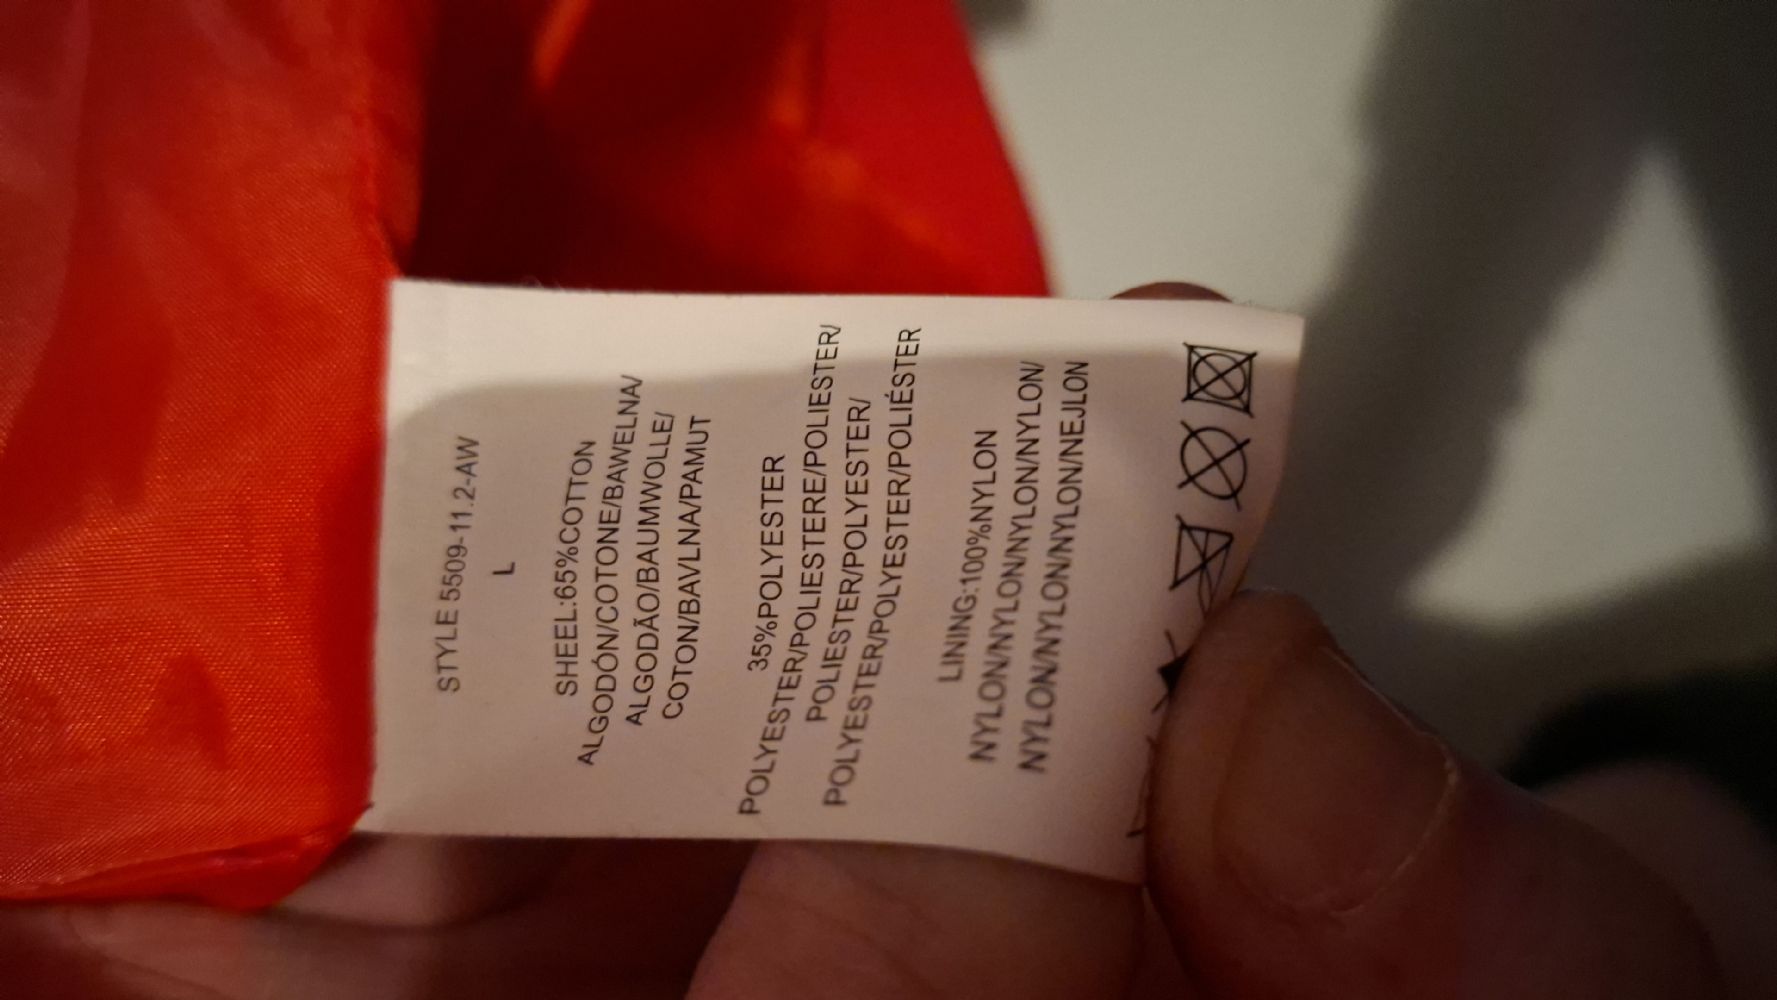 STYLE 5509-11.2-AW
L
SHEEL:65%COTTON
ALGODÓN/COTONE/BAWELNA/
ALGODÃO/BAUMWOLLE/
COTON/BAVLNA/PAMUT
35%POLYESTER
POLYESTER/POLIESTERE/POLIESTER/
POLIESTER/POLYESTER/
POLYESTER/POLYESTER/POLIÉSTER
LINING:100%NYLON
NYLON/NYLON/NYLON/NYLON/
NYLON/NYLON/NYLON/NEJLON